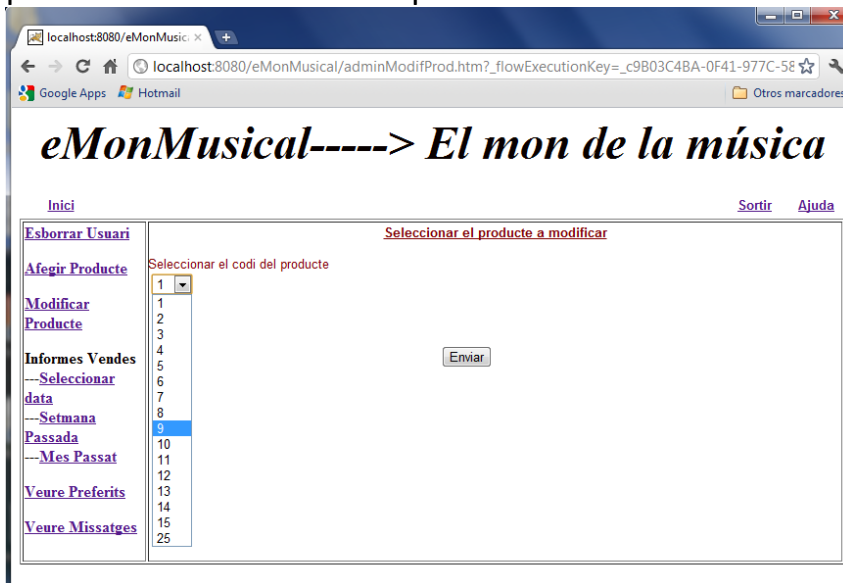 localhost:8080/eMonMusic
localhost:8080/eMonMusical/adminModifProd.htm?_flowExecutionKey=_c9B03C4BA-0F41-977C-58
Google Apps Hotmail Otros marcadores
eMonMusical-----> El mon de la música
Inici Sortir Ajuda
Esborrar Usuari
Afegir Producte
Modificar
Producte
Informes Vendes
---Seleccionar
data
---Setmana
Passada
---Mes Passat
Veure Preferits
Veure Missatges
Seleccionar el producte a modificar
Seleccionar el codi del producte
1
1
2
3
4
5
6
7
8
9
10
11
12
13
14
15
25
Enviar